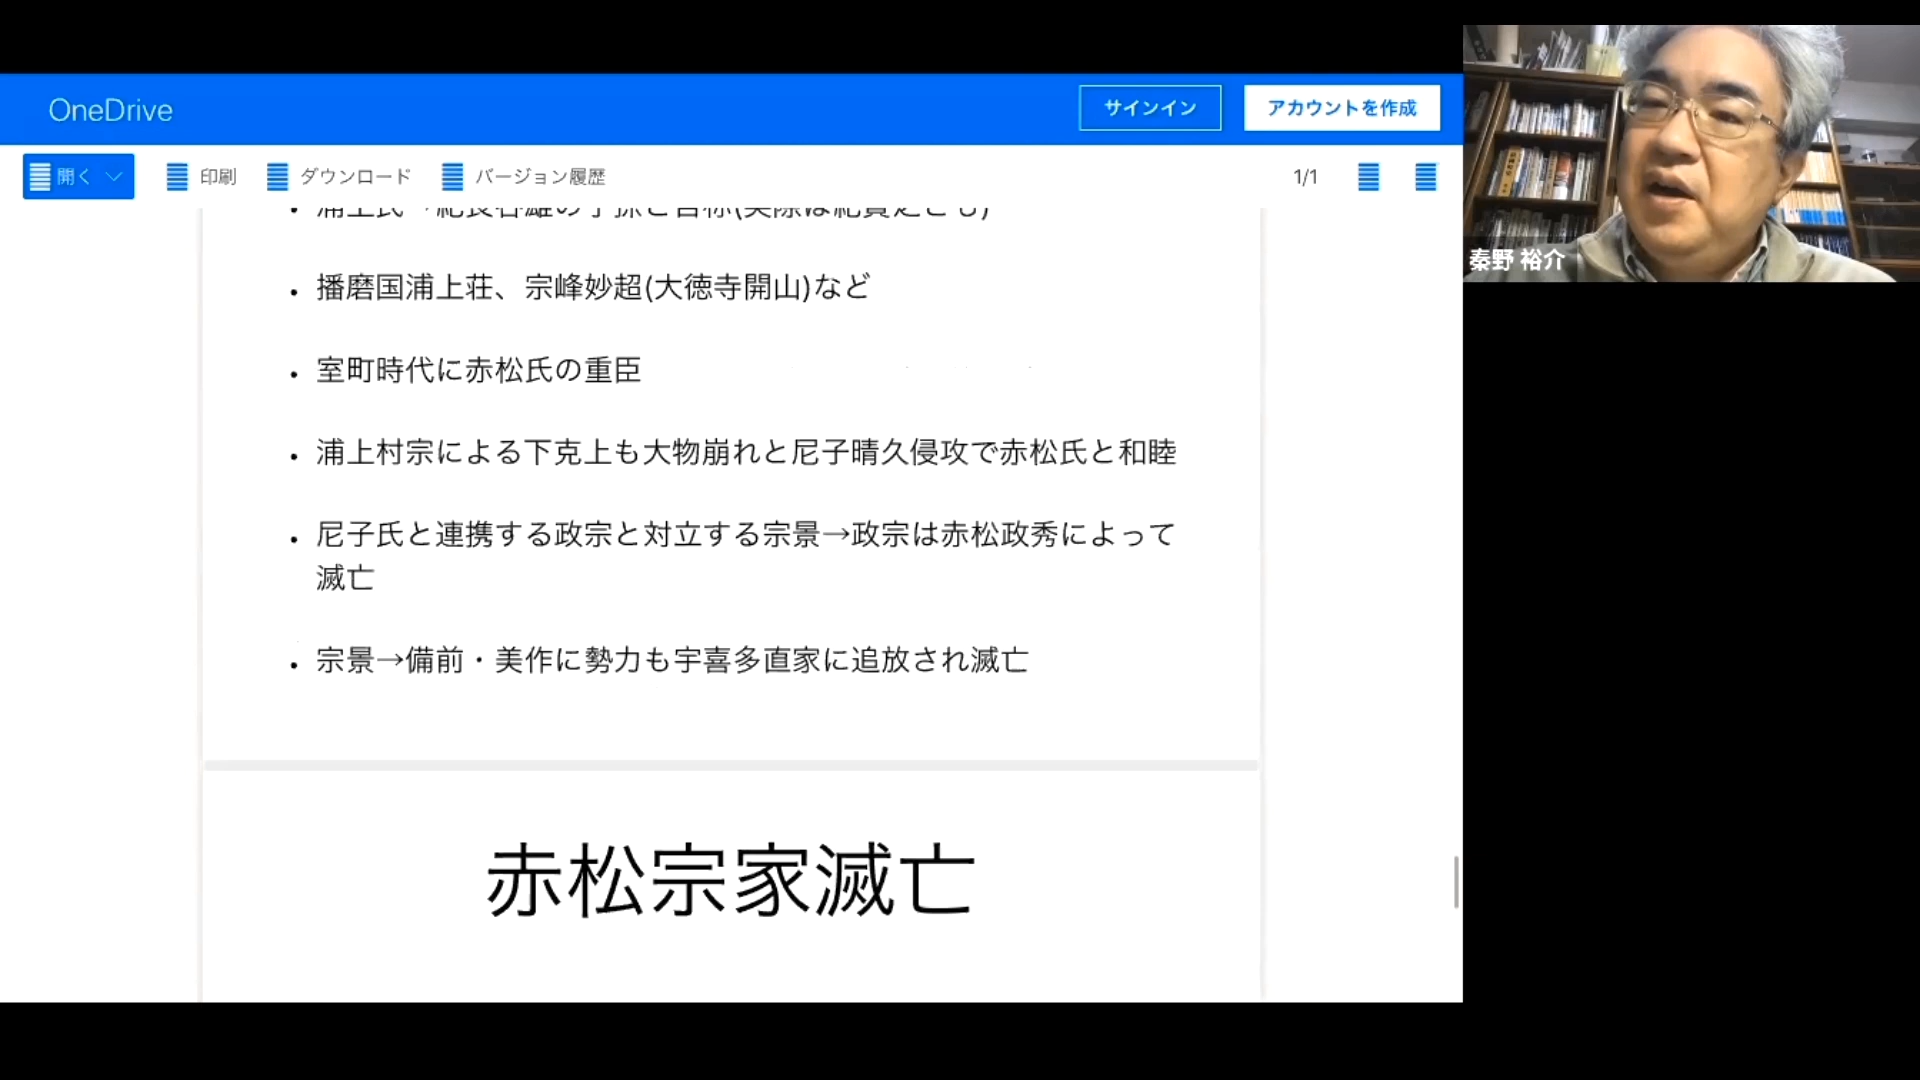 OneDrive
サインイン
アカウントを作成
開く
印刷
ダウンロード
バージョン履歴
1/1
・播磨国浦上荘、宗峰妙超(大徳寺開山)など
・室町時代に赤松氏の重臣
・浦上村宗による下克上も大物崩れと尼子晴久侵攻で赤松氏と和睦
・尼子氏と連携する政宗と対立する宗景→政宗は赤松政秀によって
滅亡
・宗景→備前・美作に勢力も宇喜多直家に追放され滅亡
赤松宗家滅亡
秦野 裕介